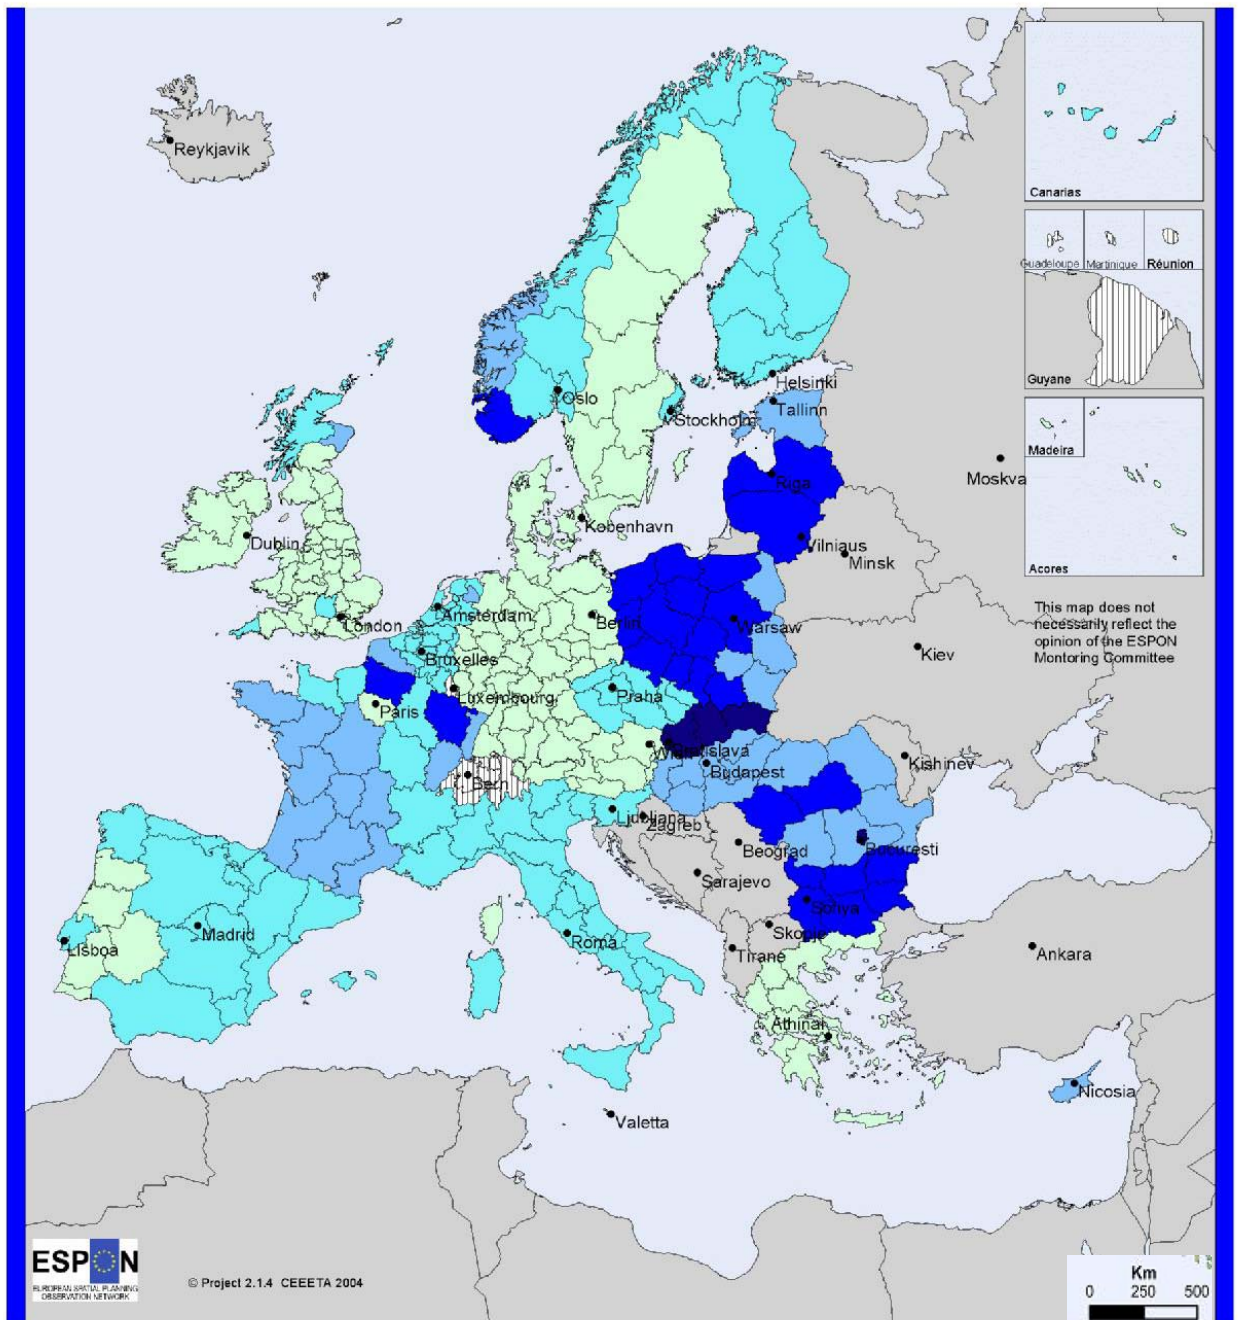 Reykjavik
Canarias
Guadeloupe
Martinique
Réunion
Guyane
Oslo
Helsinki
Tallinn
Stockholm
Madeira
Moskva
Riga
København
Dublin
Vilniaus
Minsk
Acores
This map does not
necessarily reflect the
opinion of the ESPON
Montoring Committee
Amsterdam
London
Berlin
Warsaw
Kiev
Bruxelles
Luxembourg
Praha
Paris
Bratislava
Wien
Budapest
Kishinev
Bern
Ljubljana
Zagreb
Beograd
Bucuresti
Sarajevo
Sofiya
Madrid
Lisboa
Roma
Skopje
Tirane
Ankara
Athinai
Nicosia
Valetta
ESPON
EUROPEAN SPATIAL PLANNING
OBSERVATION NETWORK
© Project 2.1.4 CEEETA 2004
Km
0 250 500